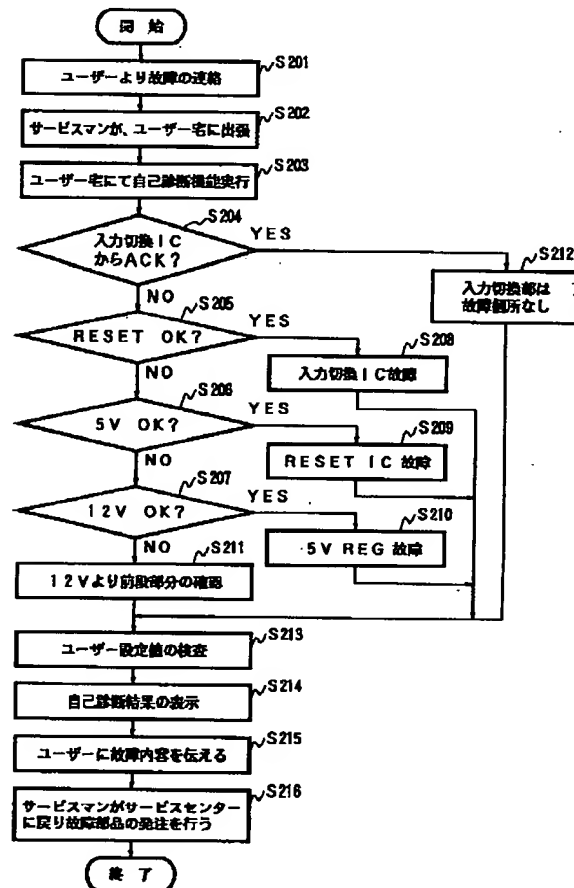 開始
S201
ユーザーより故障の連絡
S202
サービスマンが、ユーザー宅に出張
S203
ユーザー宅にて自己診断機能実行
S204
入力切換IC
からACK?
YES
NO
S212
入力切換部は
故障個所なし
S205
RESET OK?
YES
NO
S208
入力切換IC故障
S206
5V OK?
YES
NO
S209
RESET IC 故障
S207
12V OK?
YES
NO
S210
5V REG 故障
S211
12Vより前段部分の確認
S213
ユーザー設定値の検査
S214
自己診断結果の表示
S215
ユーザーに故障内容を伝える
S216
サービスマンがサービスセンター
に戻り故障部品の発注を行う
終了